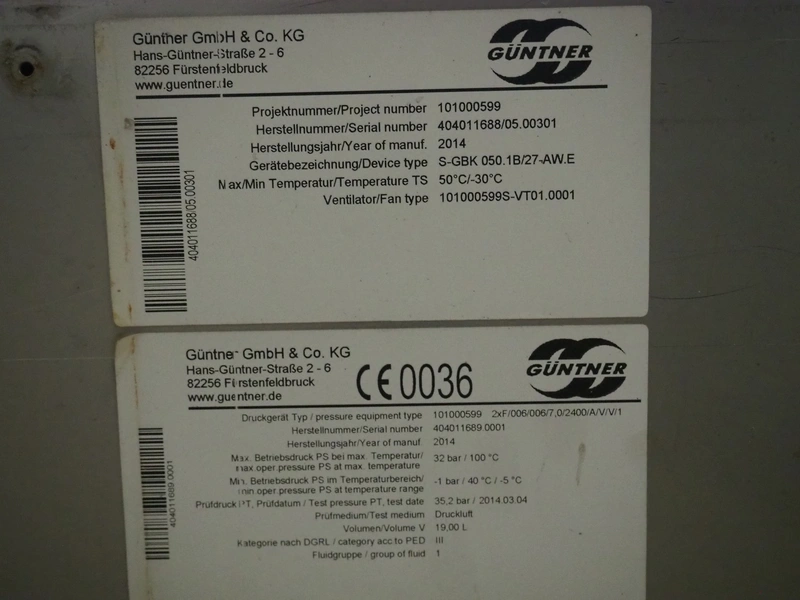 Günther GmbH & Co. KG
Hans-Güntner-Straße 2 - 6
82256 Fürstenfeldbruck
www.guentner.de
GÜNTNER
Projektnummer/Project number 101000599
Herstellnummer/Serial number 404011688/05.00301
Herstellungsjahr/Year of manuf. 2014
Gerätebezeichnung/Device type S-GBK 050.1B/27-AW.E
Max/Min Temperatur/Temperature TS 50°C/-30°C
Ventilator/Fan type 101000599S-VT01.0001
404011688/05.00301
Güntner GmbH & Co. KG
Hans-Güntner-Straße 2 - 6
82256 Fürstenfeldbruck
www.guentner.de
CE 0036
GÜNTNER
Druckgerät Typ / pressure equipment type 101000599 2xF/006/006/7,0/2400/A/V/V/1
Herstellnummer/Serial number 404011689.0001
Herstellungsjahr/Year of manuf. 2014
Max. Betriebsdruck PS bei max. Temperatur/
max.oper.pressure PS at max. temperature 32 bar / 100 °C
Min. Betriebsdruck PS im Temperaturbereich/
min.oper.pressure PS at temperature range -1 bar / 40 °C / -5 °C
Prüfdruck PT, Prüfdatum / Test pressure PT, test date 35,2 bar / 2014.03.04
Prüfmedium/Test medium Druckluft
Volumen/Volume V 19,00 L
Kategorie nach DGRL / category acc to PED III
Fluidgruppe / group of fluid 1
404011689.0001